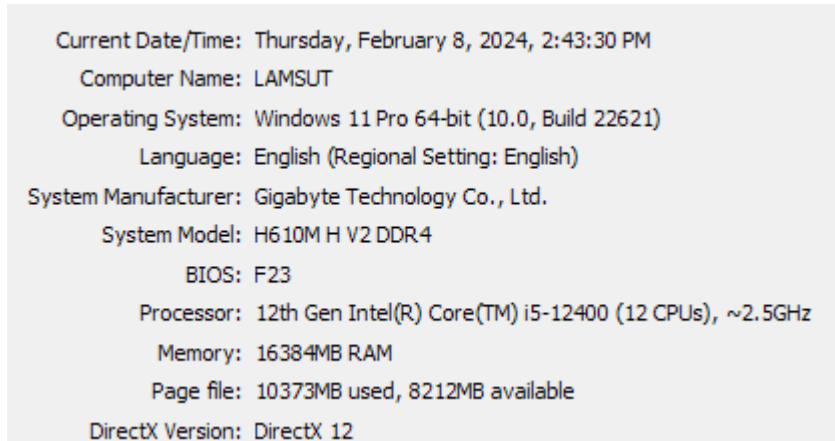 Current Date/Time: Thursday, February 8, 2024, 2:43:30 PM
Computer Name: LAMSUT
Operating System: Windows 11 Pro 64-bit (10.0, Build 22621)
Language: English (Regional Setting: English)
System Manufacturer: Gigabyte Technology Co., Ltd.
System Model: H610M H V2 DDR4
BIOS: F23
Processor: 12th Gen Intel(R) Core(TM) i5-12400 (12 CPUs), ~2.5GHz
Memory: 16384MB RAM
Page file: 10373MB used, 8212MB available
DirectX Version: DirectX 12